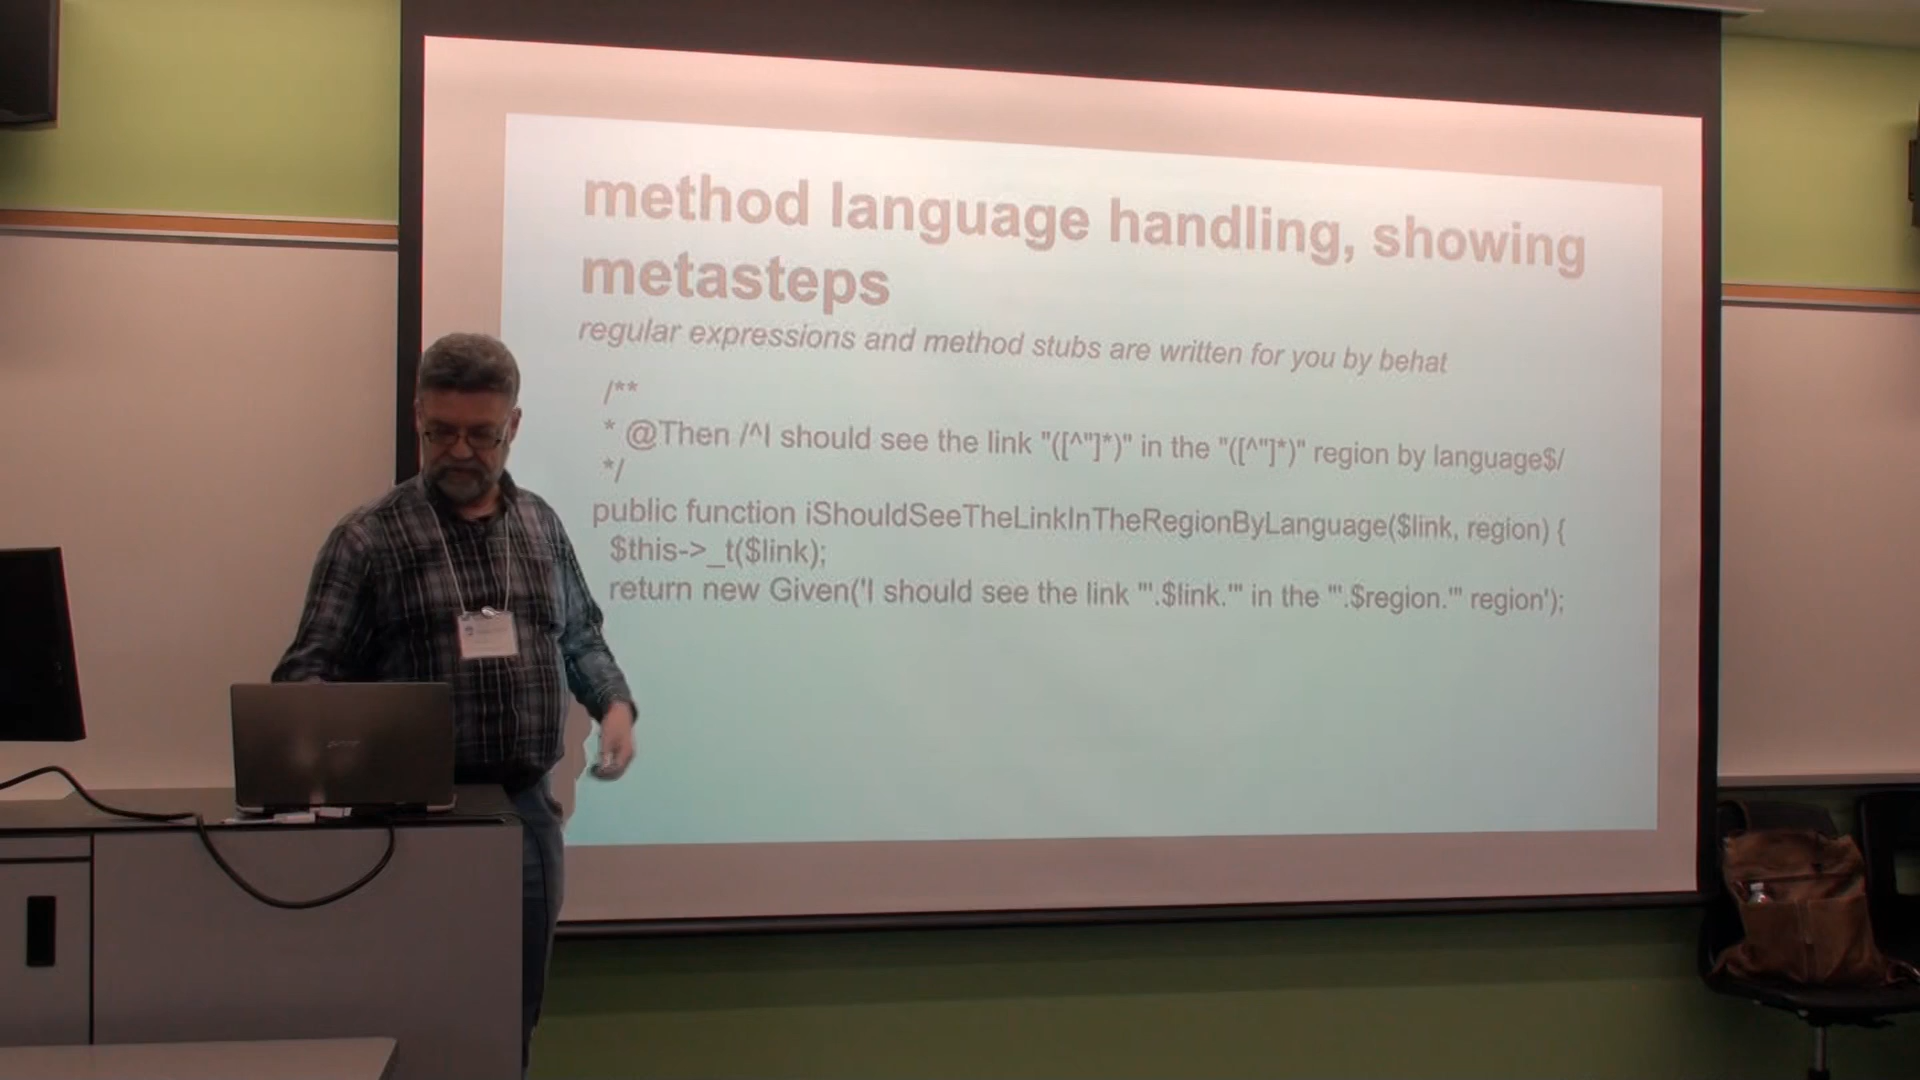 method language handling, showing
metasteps
regular expressions and method stubs are written for you by behat
/**
* @Then /^I should see the link "([^"]*)" in the "([^"]*)" region by language$/
*/
public function iShouldSeeTheLinkInTheRegionByLanguage($link, region) {
$this->_t($link);
return new Given('I should see the link "'.$link.'" in the "'.$region.'" region');